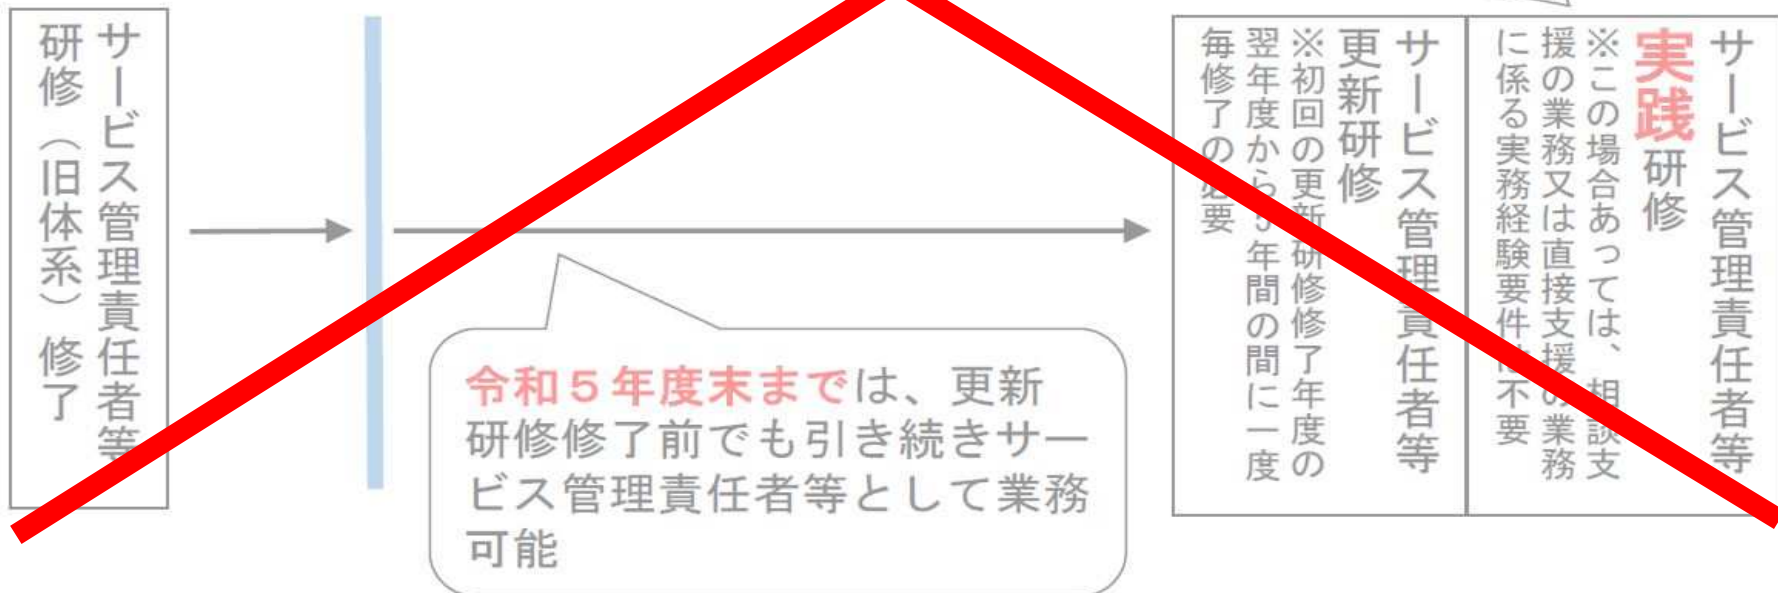 サービス管理責任者等
研修（旧体系）修了
令和５年度末までは、更新
研修修了前でも引き続きサー
ビス管理責任者等として業務
可能
サービス管理責任者等
実践研修
※この場合あっては、相談支
援の業務又は直接支援の業務
に係る実務経験要件は不要
サービス管理責任者等
更新研修
※初回の更新研修修了年度の
翌年度から５年間の間に一度
毎修了の必要